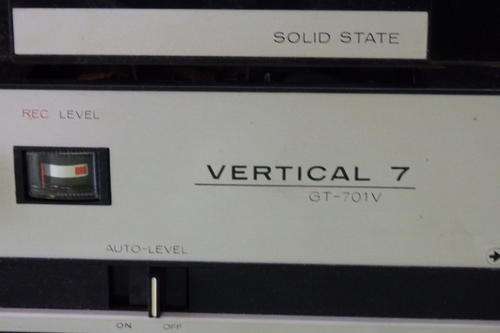 SOLID STATE
REC LEVEL
VERTICAL 7
GT-701V
AUTO-LEVEL
ON OFF